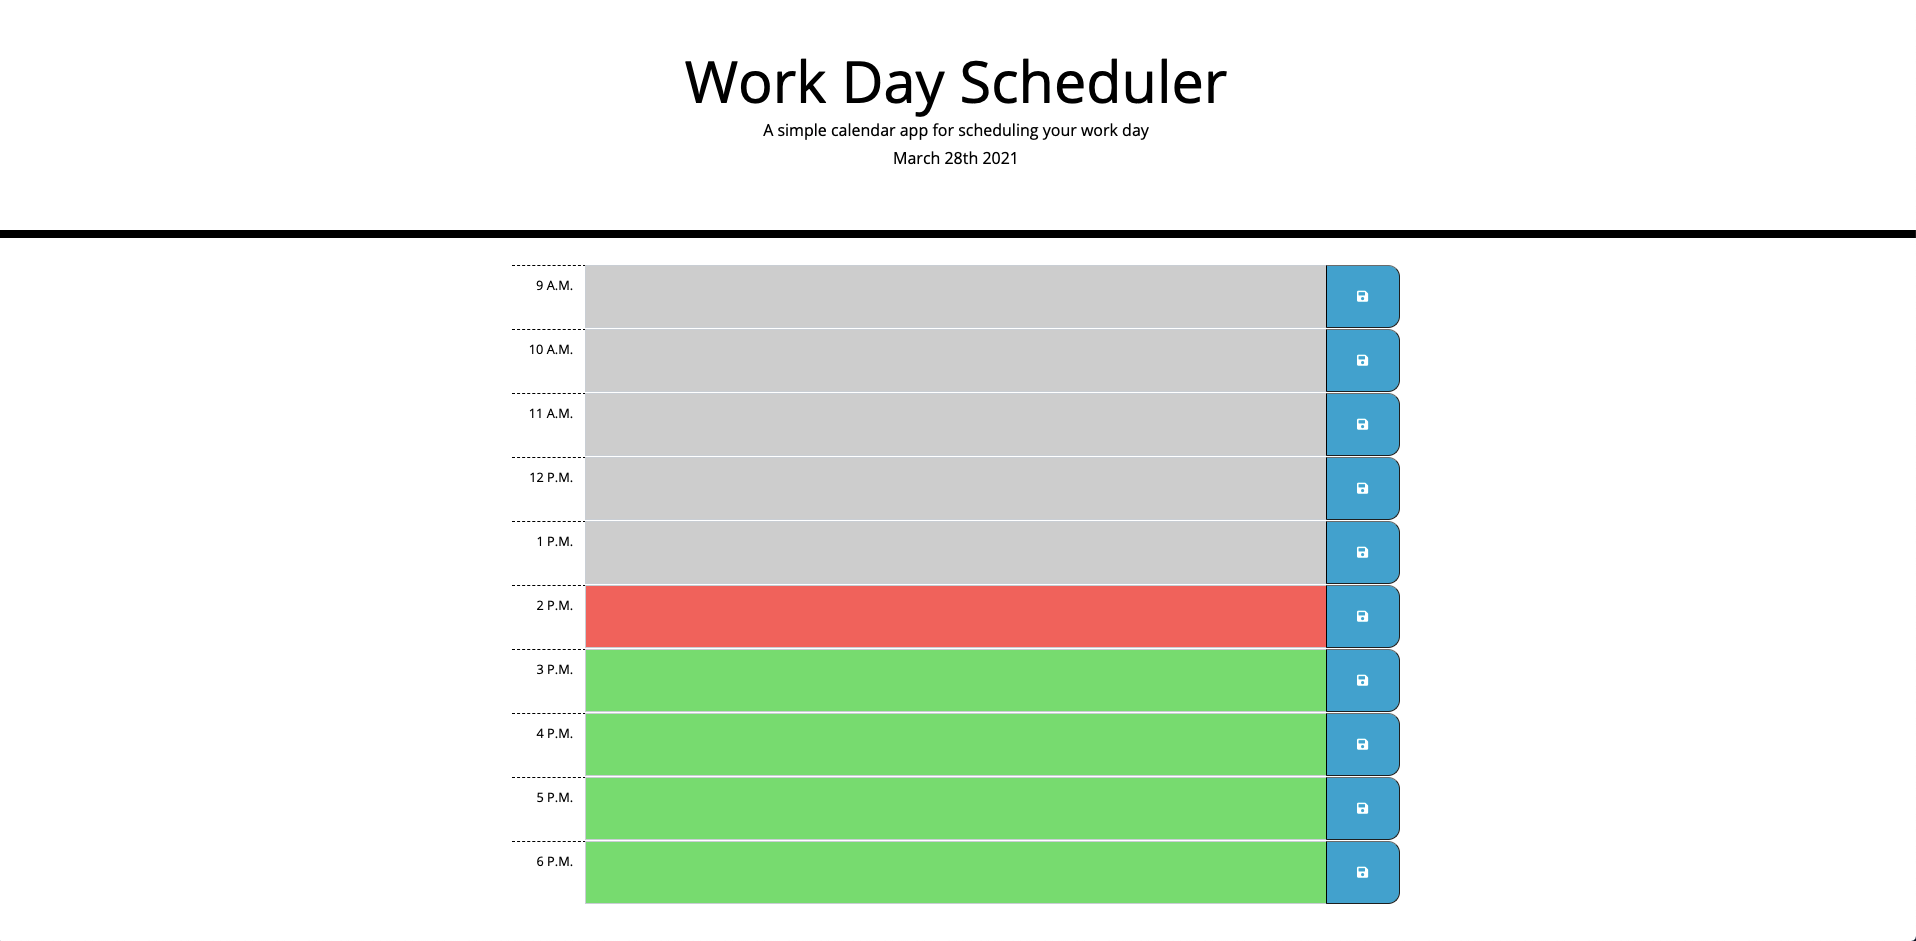 Work Day Scheduler
A simple calendar app for scheduling your work day
March 28th 2021
9 A.M.
10 A.M.
11 A.M.
12 P.M.
1 P.M.
2 P.M.
3 P.M.
4 P.M.
5 P.M.
6 P.M.